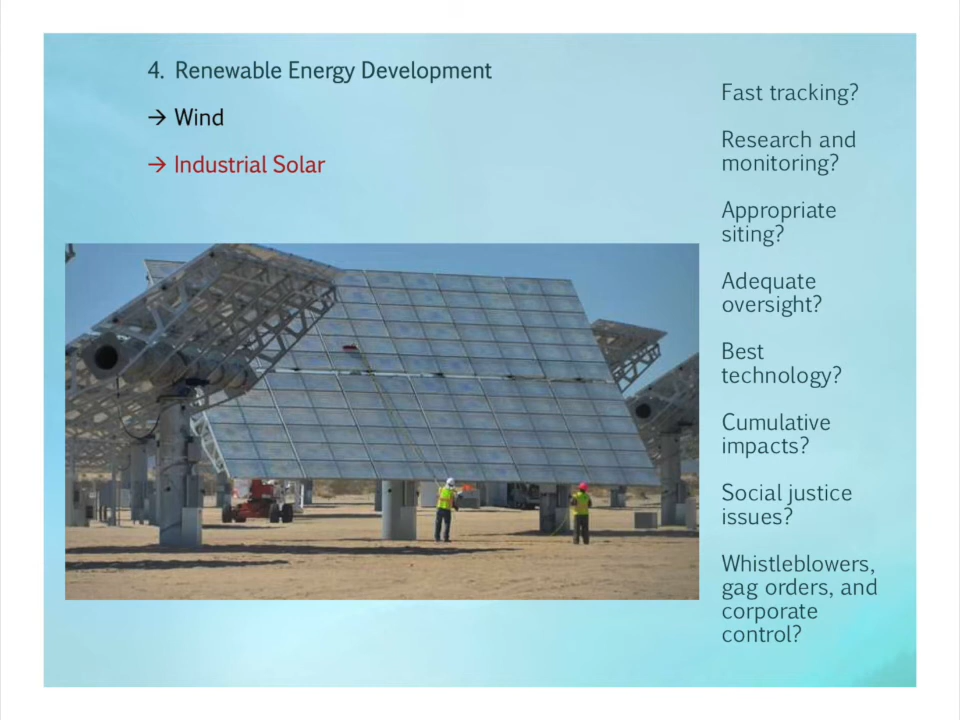 4. Renewable Energy Development
→ Wind
→ Industrial Solar
Fast tracking?
Research and
monitoring?
Appropriate
siting?
Adequate
oversight?
Best
technology?
Cumulative
impacts?
Social justice
issues?
Whistleblowers,
gag orders, and
corporate
control?